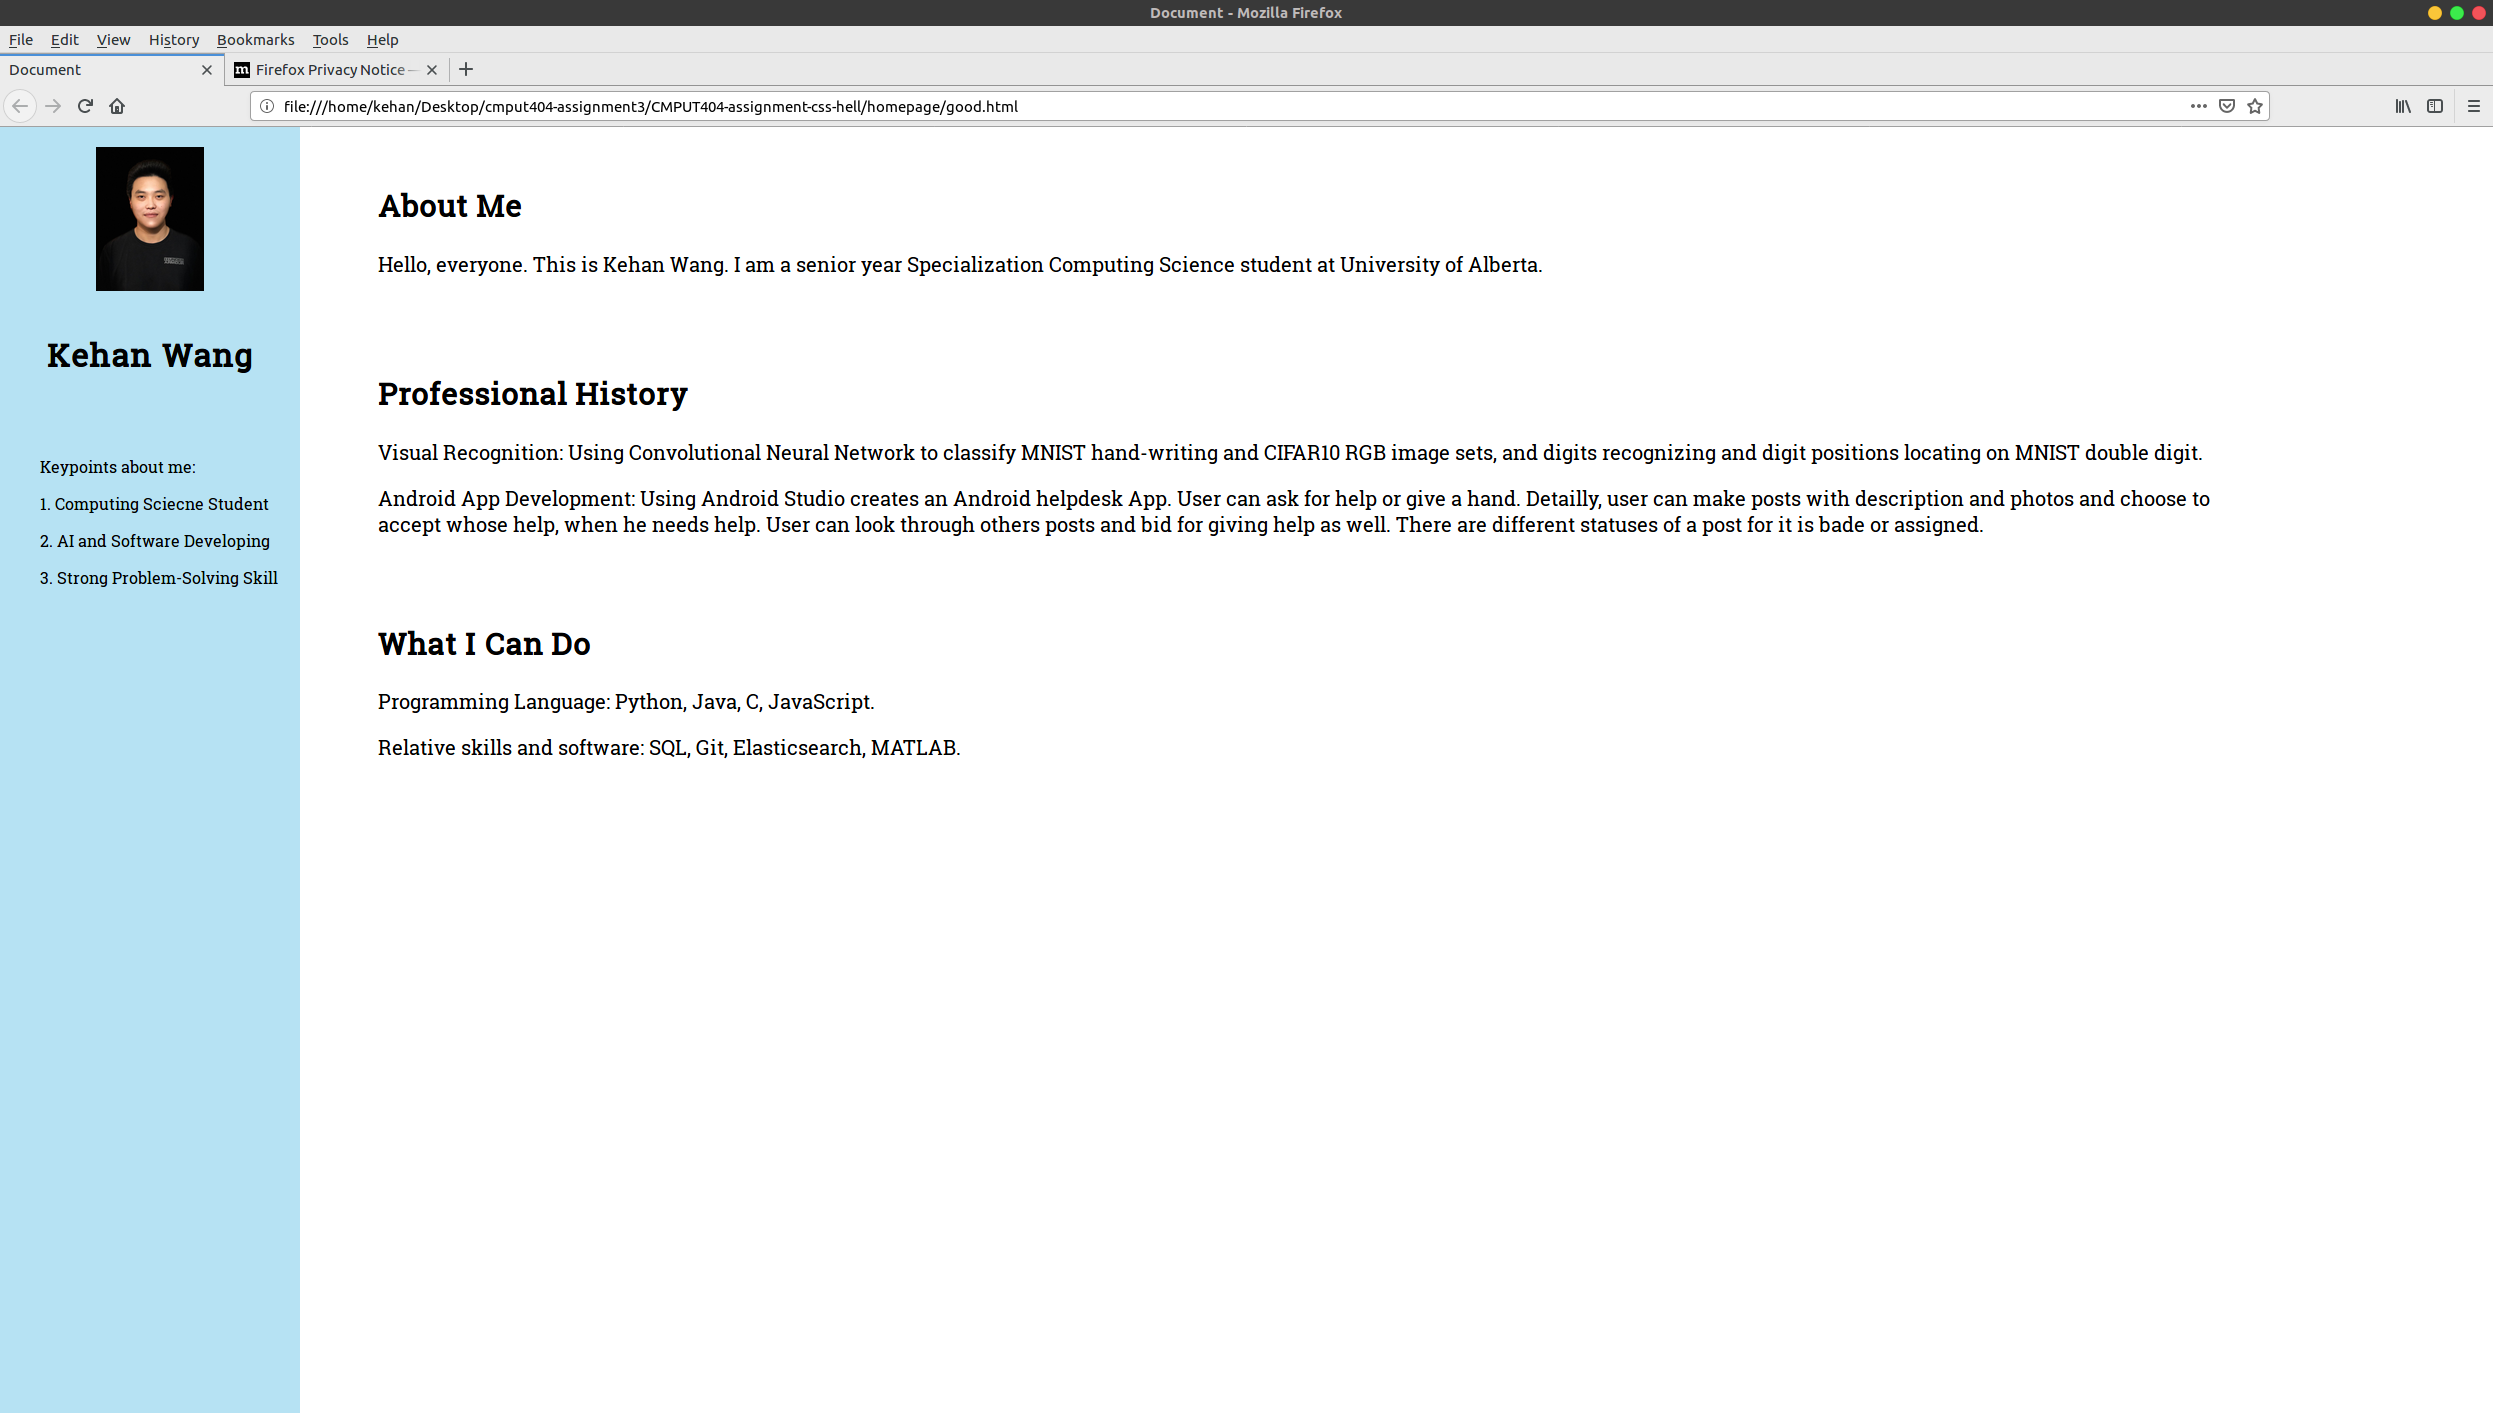 Document - Mozilla Firefox
File Edit View History Bookmarks Tools Help
Document
m Firefox Privacy Notice —
file:///home/kehan/Desktop/cmput404-assignment3/CMPUT404-assignment-css-hell/homepage/good.html
Kehan Wang
Keypoints about me:
1. Computing Sciecne Student
2. AI and Software Developing
3. Strong Problem-Solving Skill
About Me
Hello, everyone. This is Kehan Wang. I am a senior year Specialization Computing Science student at University of Alberta.
Professional History
Visual Recognition: Using Convolutional Neural Network to classify MNIST hand-writing and CIFAR10 RGB image sets, and digits recognizing and digit positions locating on MNIST double digit.
Android App Development: Using Android Studio creates an Android helpdesk App. User can ask for help or give a hand. Detailly, user can make posts with description and photos and choose to
accept whose help, when he needs help. User can look through others posts and bid for giving help as well. There are different statuses of a post for it is bade or assigned.
What I Can Do
Programming Language: Python, Java, C, JavaScript.
Relative skills and software: SQL, Git, Elasticsearch, MATLAB.